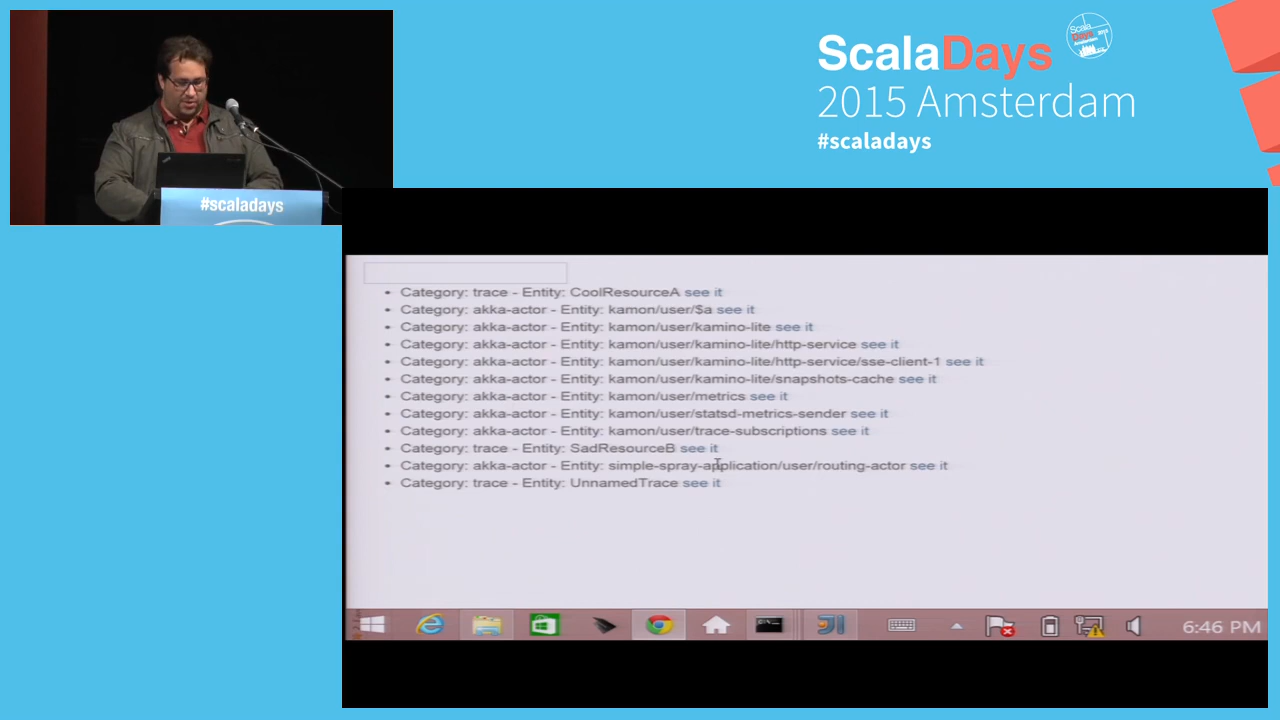 ScalaDays
2015 Amsterdam
#scaladays
#scaladays
• Category: trace - Entity: CoolResourceA see it
• Category: akka-actor - Entity: kamon/user/$a see it
• Category: akka-actor - Entity: kamon/user/kamino-lite see it
• Category: akka-actor - Entity: kamon/user/kamino-lite/http-service see it
• Category: akka-actor - Entity: kamon/user/kamino-lite/http-service/sse-client-1 see it
• Category: akka-actor - Entity: kamon/user/kamino-lite/snapshots-cache see it
• Category: akka-actor - Entity: kamon/user/metrics see it
• Category: akka-actor - Entity: kamon/user/statsd-metrics-sender see it
• Category: akka-actor - Entity: kamon/user/trace-subscriptions see it
• Category: trace - Entity: SadResourceB see it
• Category: akka-actor - Entity: simple-spray-application/user/routing-actor see it
• Category: trace - Entity: UnnamedTrace see it
6:46 PM